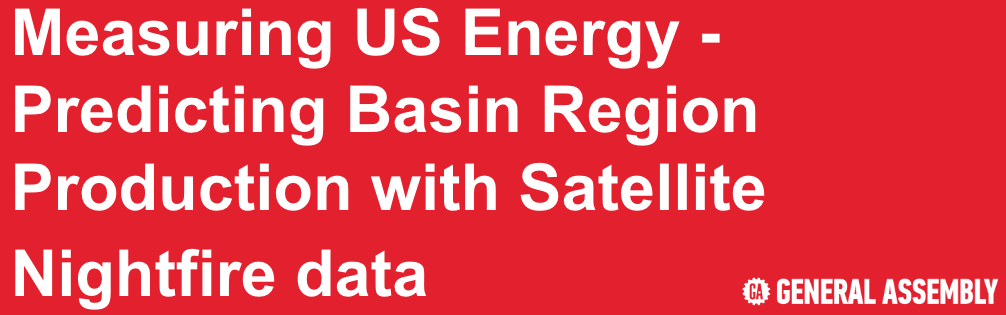 Measuring US Energy -
Predicting Basin Region
Production with Satellite
Nightfire data
GA GENERAL ASSEMBLY